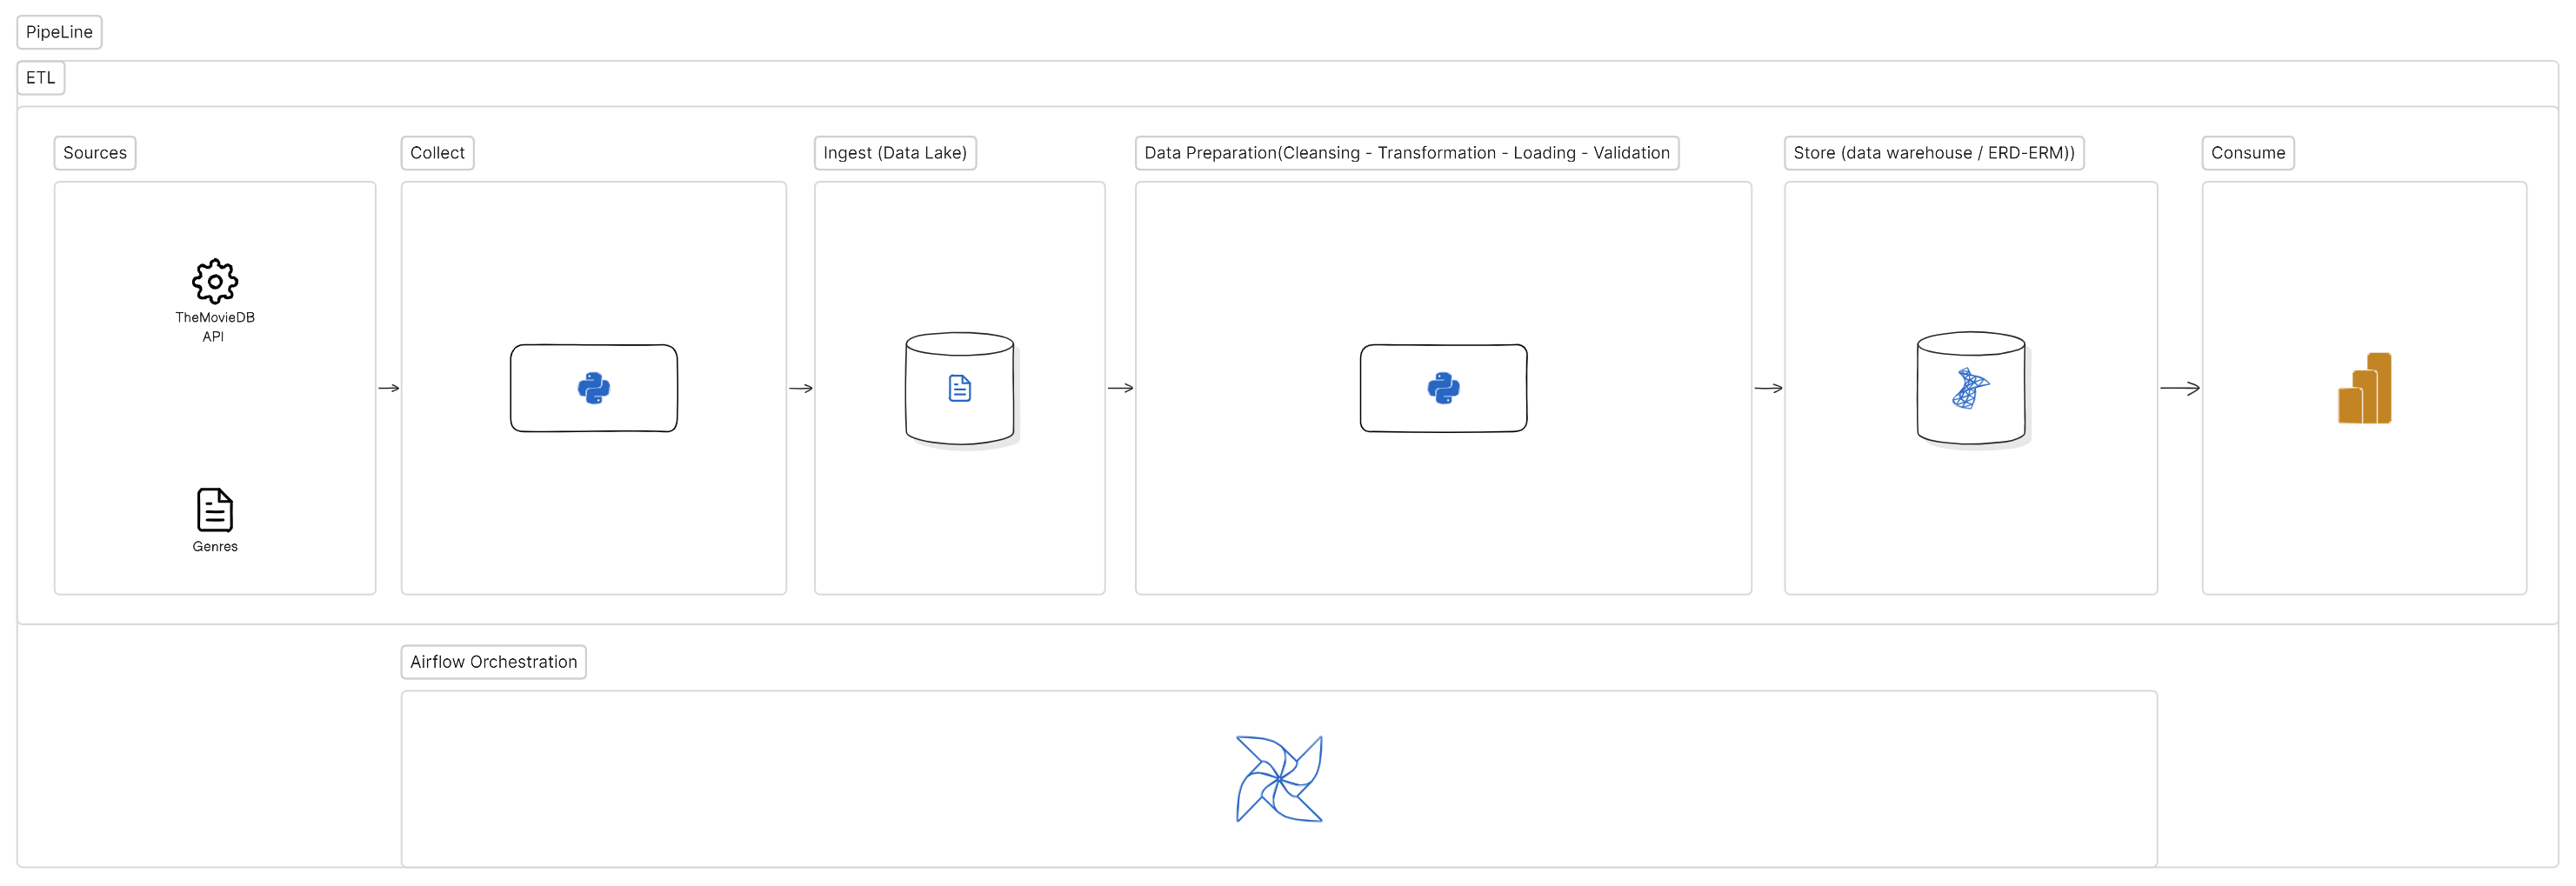 PipeLine
ETL
Sources
Collect
Ingest (Data Lake)
Data Preparation(Cleansing - Transformation - Loading - Validation
Store (data warehouse / ERD-ERM))
Consume
TheMovieDB
API
Genres
Airflow Orchestration